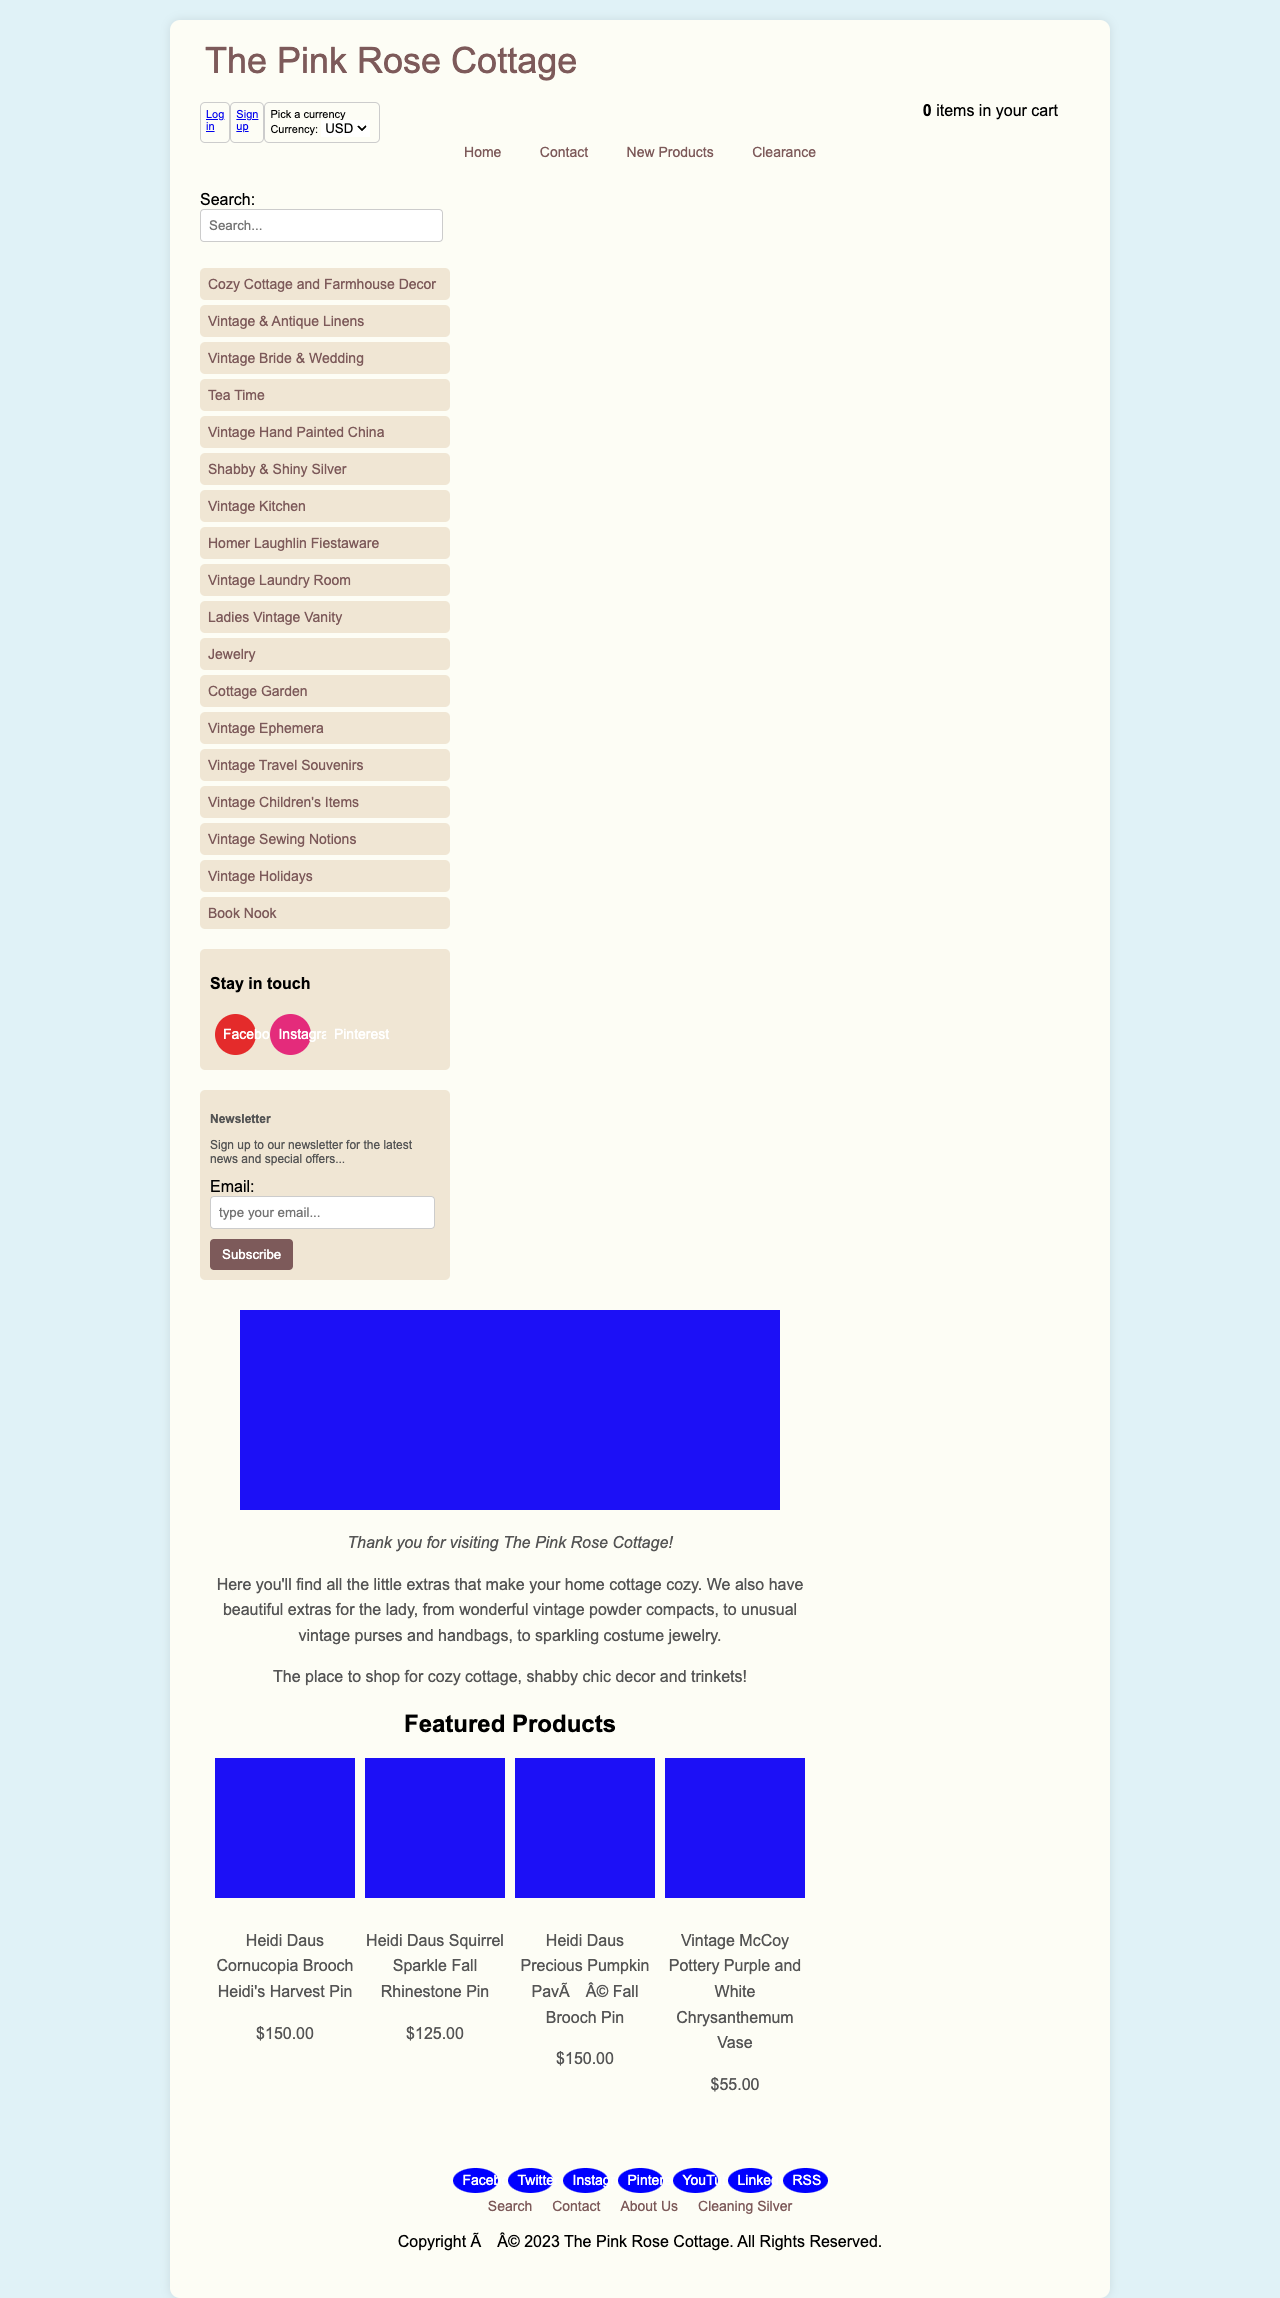 The Pink Rose Cottage
Log
in
Sign
up
Pick a currency
Currency: USD
0 items in your cart
Home Contact New Products Clearance
Search:
Search...
Cozy Cottage and Farmhouse Decor
Vintage & Antique Linens
Vintage Bride & Wedding
Tea Time
Vintage Hand Painted China
Shabby & Shiny Silver
Vintage Kitchen
Homer Laughlin Fiestaware
Vintage Laundry Room
Ladies Vintage Vanity
Jewelry
Cottage Garden
Vintage Ephemera
Vintage Travel Souvenirs
Vintage Children's Items
Vintage Sewing Notions
Vintage Holidays
Book Nook
Stay in touch
Facebo Instagra Pinterest
Newsletter
Sign up to our newsletter for the latest
news and special offers...
Email:
type your email...
Subscribe
Thank you for visiting The Pink Rose Cottage!
Here you'll find all the little extras that make your home cottage cozy. We also have
beautiful extras for the lady, from wonderful vintage powder compacts, to unusual
vintage purses and handbags, to sparkling costume jewelry.
The place to shop for cozy cottage, shabby chic decor and trinkets!
Featured Products
Heidi Daus
Cornucopia Brooch
Heidi's Harvest Pin
$150.00
Heidi Daus Squirrel
Sparkle Fall
Rhinestone Pin
$125.00
Heidi Daus
Precious Pumpkin
PavÃ Â© Fall
Brooch Pin
$150.00
Vintage McCoy
Pottery Purple and
White
Chrysanthemum
Vase
$55.00
Faceb Twitte Instag Pinter YouTu Linke RSS
Search Contact About Us Cleaning Silver
Copyright Ã Â© 2023 The Pink Rose Cottage. All Rights Reserved.